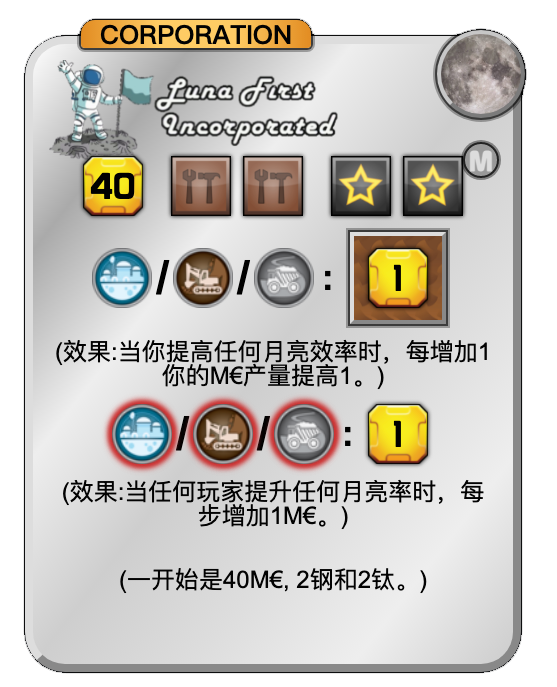 CORPORATION
Luna First
Incorporated
40
M
/ / : 1
(效果:当你提高任何月亮效率时，每增加1
你的M€产量提高1。)
/ / : 1
(效果:当任何玩家提升任何月亮率时，每
步增加1M€。)
(一开始是40M€, 2钢和2钛。)